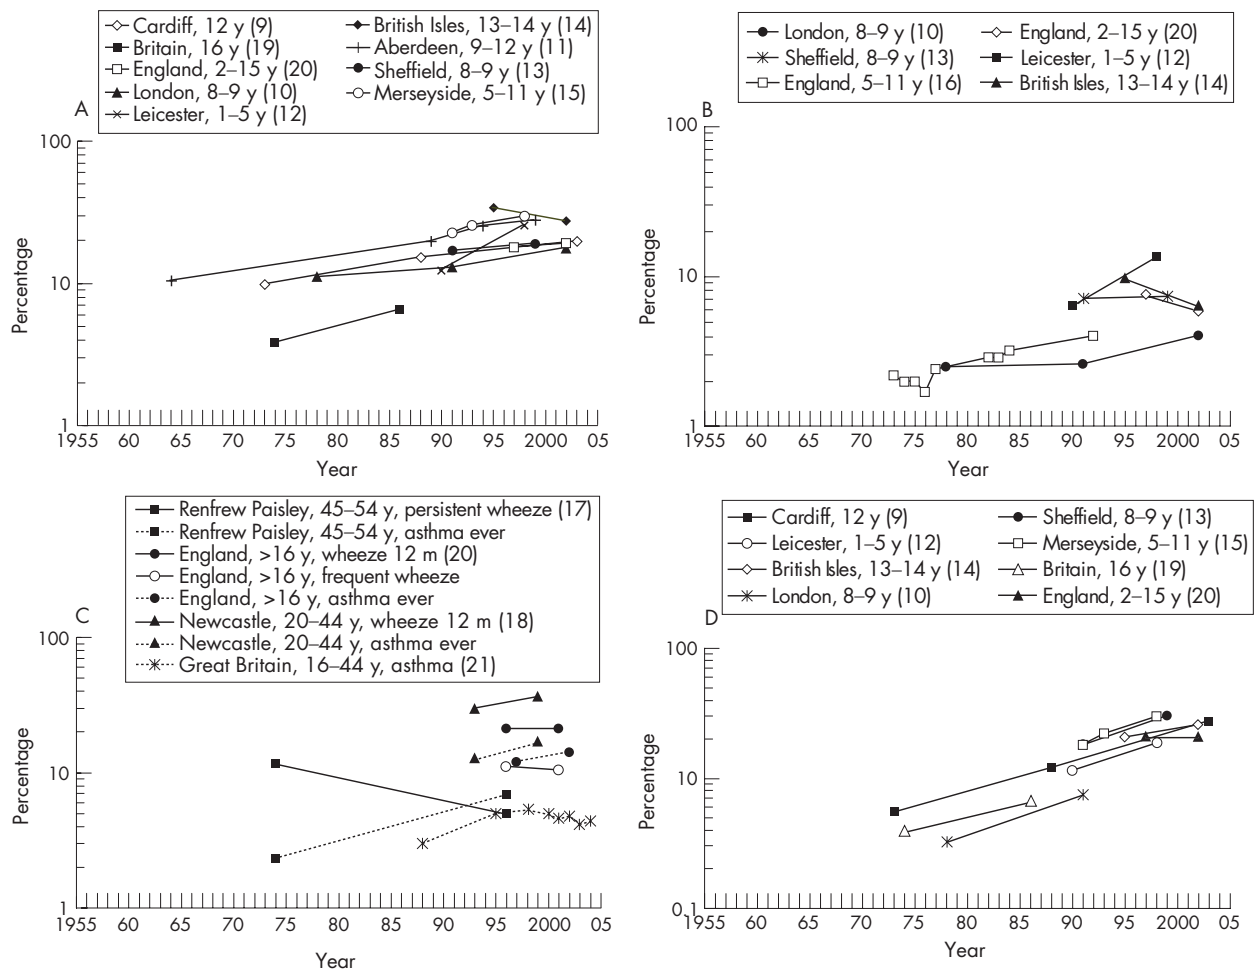 Cardiff, 12 y (9)
Britain, 16 y (19)
England, 2–15 y (20)
London, 8–9 y (10)
Leicester, 1–5 y (12)
British Isles, 13–14 y (14)
Aberdeen, 9–12 y (11)
Sheffield, 8–9 y (13)
Merseyside, 5–11 y (15)
A
100
10
1
Percentage
1955 60 65 70 75 80 85 90 95 2000 05
Year
London, 8–9 y (10)
Sheffield, 8–9 y (13)
England, 5–11 y (16)
England, 2–15 y (20)
Leicester, 1–5 y (12)
British Isles, 13–14 y (14)
B
100
10
1
Percentage
1955 60 65 70 75 80 85 90 95 2000 05
Year
Renfrew Paisley, 45–54 y, persistent wheeze (17)
Renfrew Paisley, 45–54 y, asthma ever
England, >16 y, wheeze 12 m (20)
England, >16 y, frequent wheeze
England, >16 y, asthma ever
Newcastle, 20–44 y, wheeze 12 m (18)
Newcastle, 20–44 y, asthma ever
Great Britain, 16–44 y, asthma (21)
C
100
10
1
Percentage
1955 60 65 70 75 80 85 90 95 2000 05
Year
Cardiff, 12 y (9)
Leicester, 1–5 y (12)
British Isles, 13–14 y (14)
London, 8–9 y (10)
Sheffield, 8–9 y (13)
Merseyside, 5–11 y (15)
Britain, 16 y (19)
England, 2–15 y (20)
D
100
10
0.1
Percentage
1955 60 65 70 75 80 85 90 95 2000 05
Year